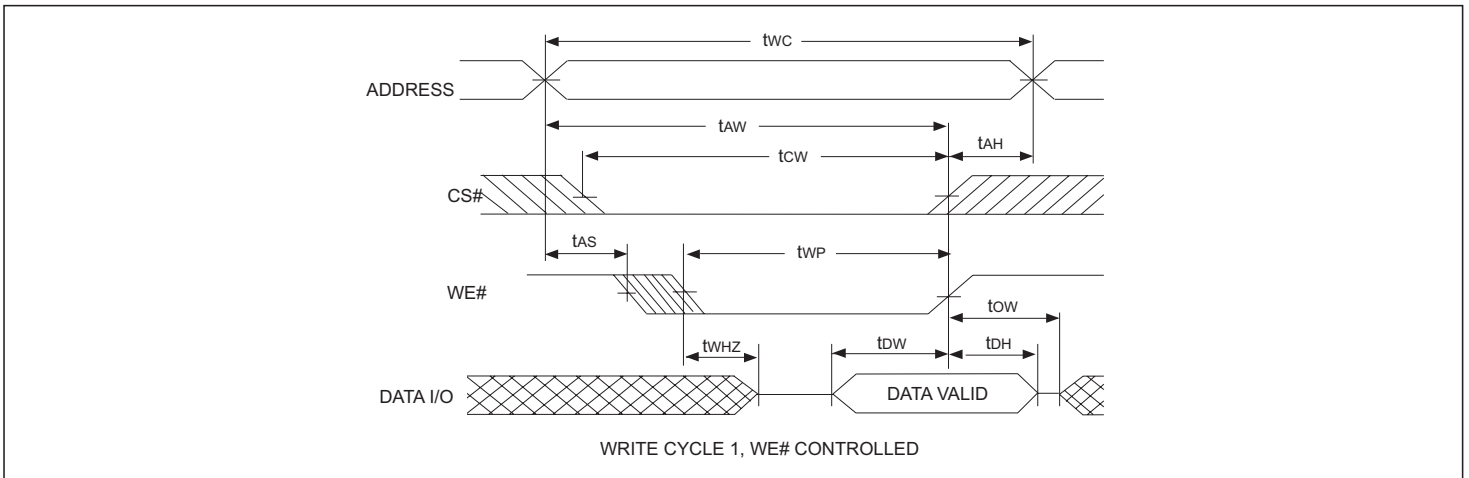 tWC
ADDRESS
tAW
tCW
tAH
CS#
tAS
tWP
WE#
tOW
tWHZ
tDW
tDH
DATA I/O
DATA VALID
WRITE CYCLE 1, WE# CONTROLLED